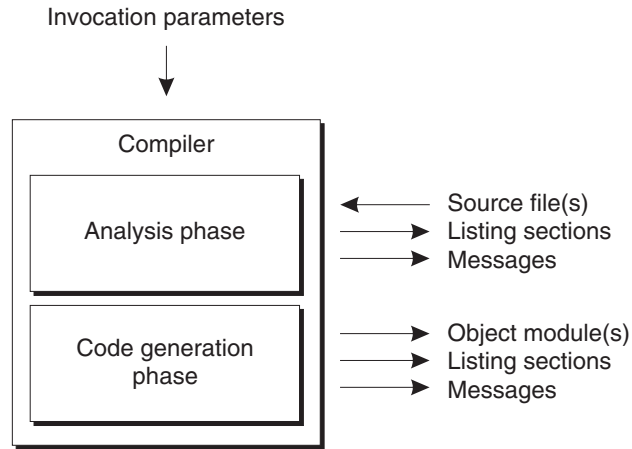 Invocation parameters
Compiler
Analysis phase
Source file(s)
Listing sections
Messages
Code generation
phase
Object module(s)
Listing sections
Messages